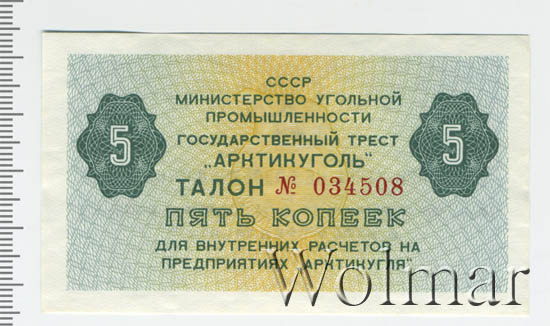 СССР
МИНИСТЕРСТВО УГОЛЬНОЙ
ПРОМЫШЛЕННОСТИ
ГОСУДАРСТВЕННЫЙ ТРЕСТ
„АРКТИКУГОЛЬ"
5
5
ТАЛОН № 034508
ПЯТЬ КОПЕЕК
ДЛЯ ВНУТРЕННИХ РАСЧЕТОВ НА
ПРЕДПРИЯТИЯХ „АРКТИКУГЛЯ"
Wolmar